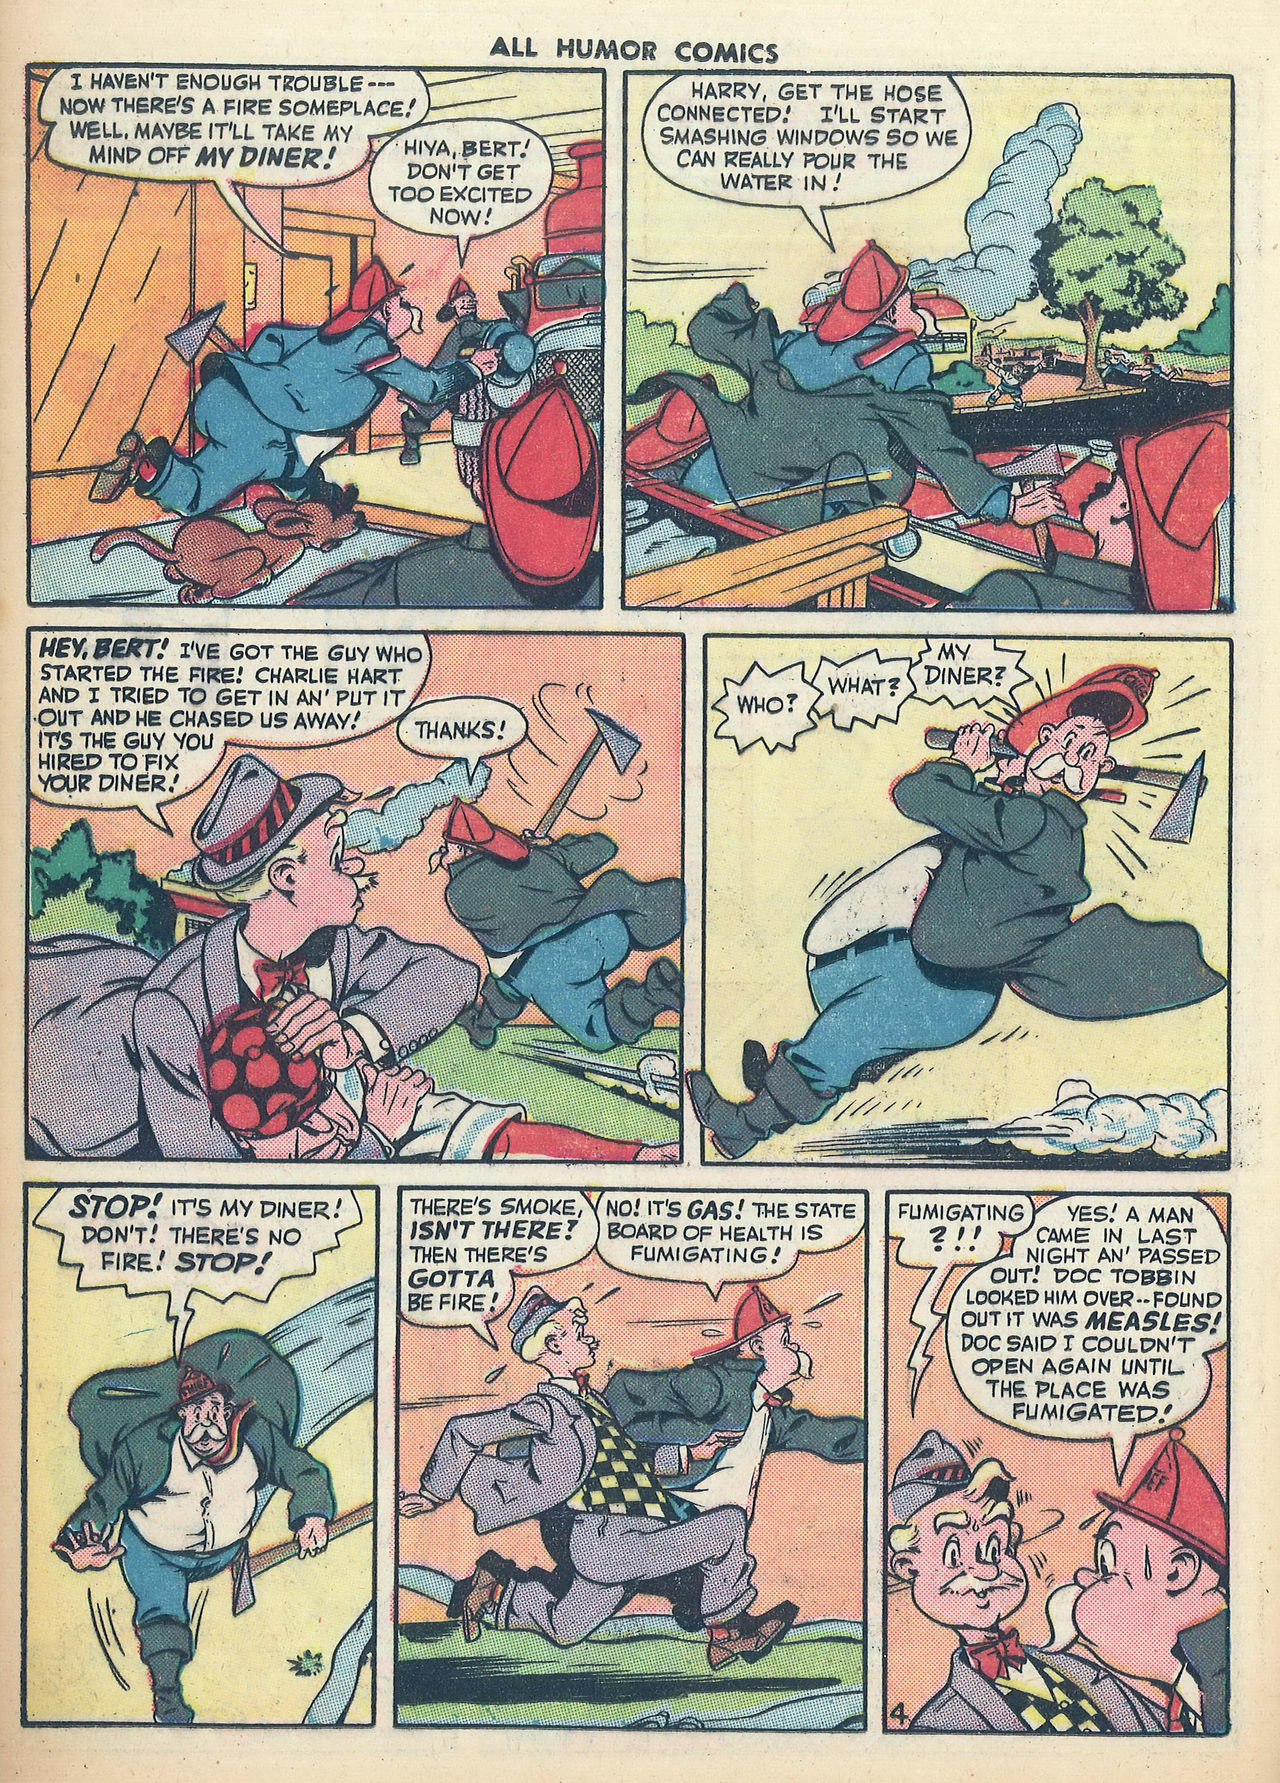 ALL HUMOR COMICS
I HAVEN'T ENOUGH TROUBLE---
NOW THERE'S A FIRE SOMEPLACE!
WELL, MAYBE IT'LL TAKE MY
MIND OFF MY DINER!
HIYA, BERT!
DON'T GET
TOO EXCITED
NOW!
HARRY, GET THE HOSE
CONNECTED! I'LL START
SMASHING WINDOWS SO WE
CAN REALLY POUR THE
WATER IN!
HEY, BERT! I'VE GOT THE GUY WHO
STARTED THE FIRE! CHARLIE HART
AND I TRIED TO GET IN AN' PUT IT
OUT AND HE CHASED US AWAY!
IT'S THE GUY YOU
HIRED TO FIX
YOUR DINER!
THANKS!
WHO?
WHAT?
MY
DINER?
STOP! IT'S MY DINER!
DON'T! THERE'S NO
FIRE! STOP!
THERE'S SMOKE,
ISN'T THERE?
THEN THERE'S
GOTTA
BE FIRE!
NO! IT'S GAS! THE STATE
BOARD OF HEALTH IS
FUMIGATING!
FUMIGATING
?!!
YES! A MAN
CAME IN LAST
NIGHT AN' PASSED
OUT! DOC TOBBIN
LOOKED HIM OVER--FOUND
OUT IT WAS MEASLES!
DOC SAID I COULDN'T
OPEN AGAIN UNTIL
THE PLACE WAS
FUMIGATED!
4